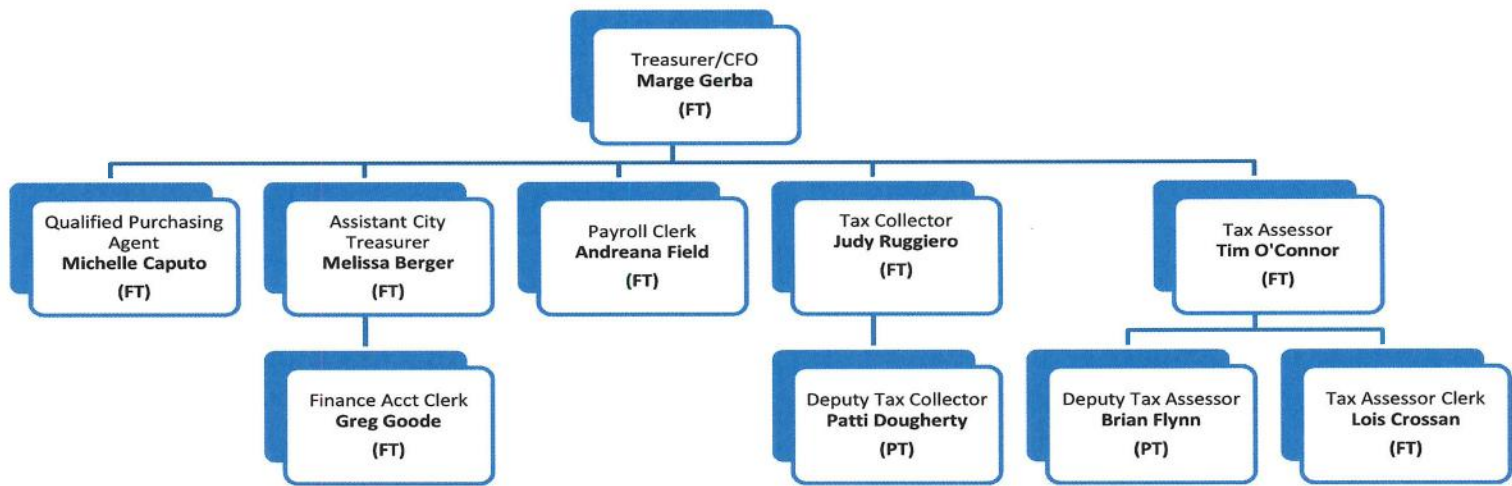 Treasurer/CFO
Marge Gerba
(FT)
Qualified Purchasing
Agent
Michelle Caputo
(FT)
Assistant City
Treasurer
Melissa Berger
(FT)
Payroll Clerk
Andreana Field
(FT)
Tax Collector
Judy Ruggiero
(FT)
Tax Assessor
Tim O'Connor
(FT)
Finance Acct Clerk
Greg Goode
(FT)
Deputy Tax Collector
Patti Dougherty
(PT)
Deputy Tax Assessor
Brian Flynn
(PT)
Tax Assessor Clerk
Lois Crossan
(FT)